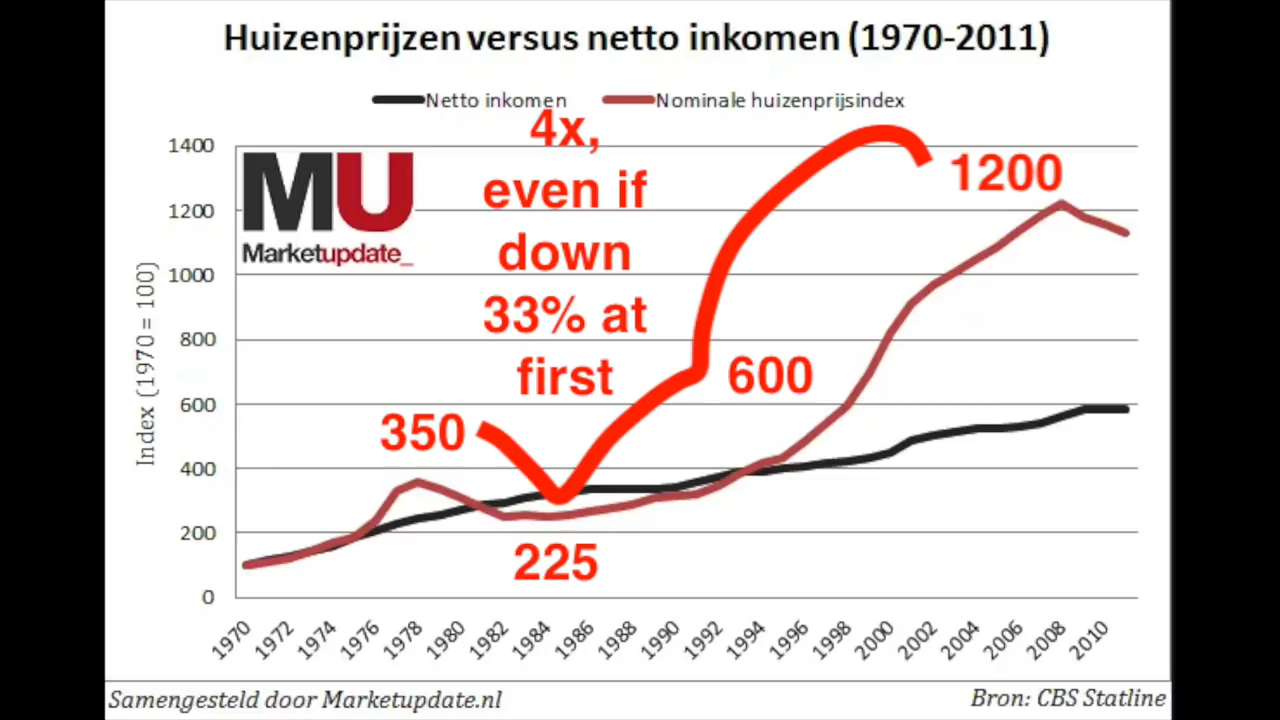 Huizenprijzen versus netto inkomen (1970-2011)
Netto inkomen Nominale huizenprijsindex
4x,
even if
down
33% at
first
MU
Marketupdate_
350
225
600
1200
Index (1970 = 100)
1400
1200
1000
800
600
400
200
0
1970 1972 1974 1976 1978 1980 1982 1984 1986 1988 1990 1992 1994 1996 1998 2000 2002 2004 2006 2008 2010
Samengesteld door Marketupdate.nl
Bron: CBS Statline